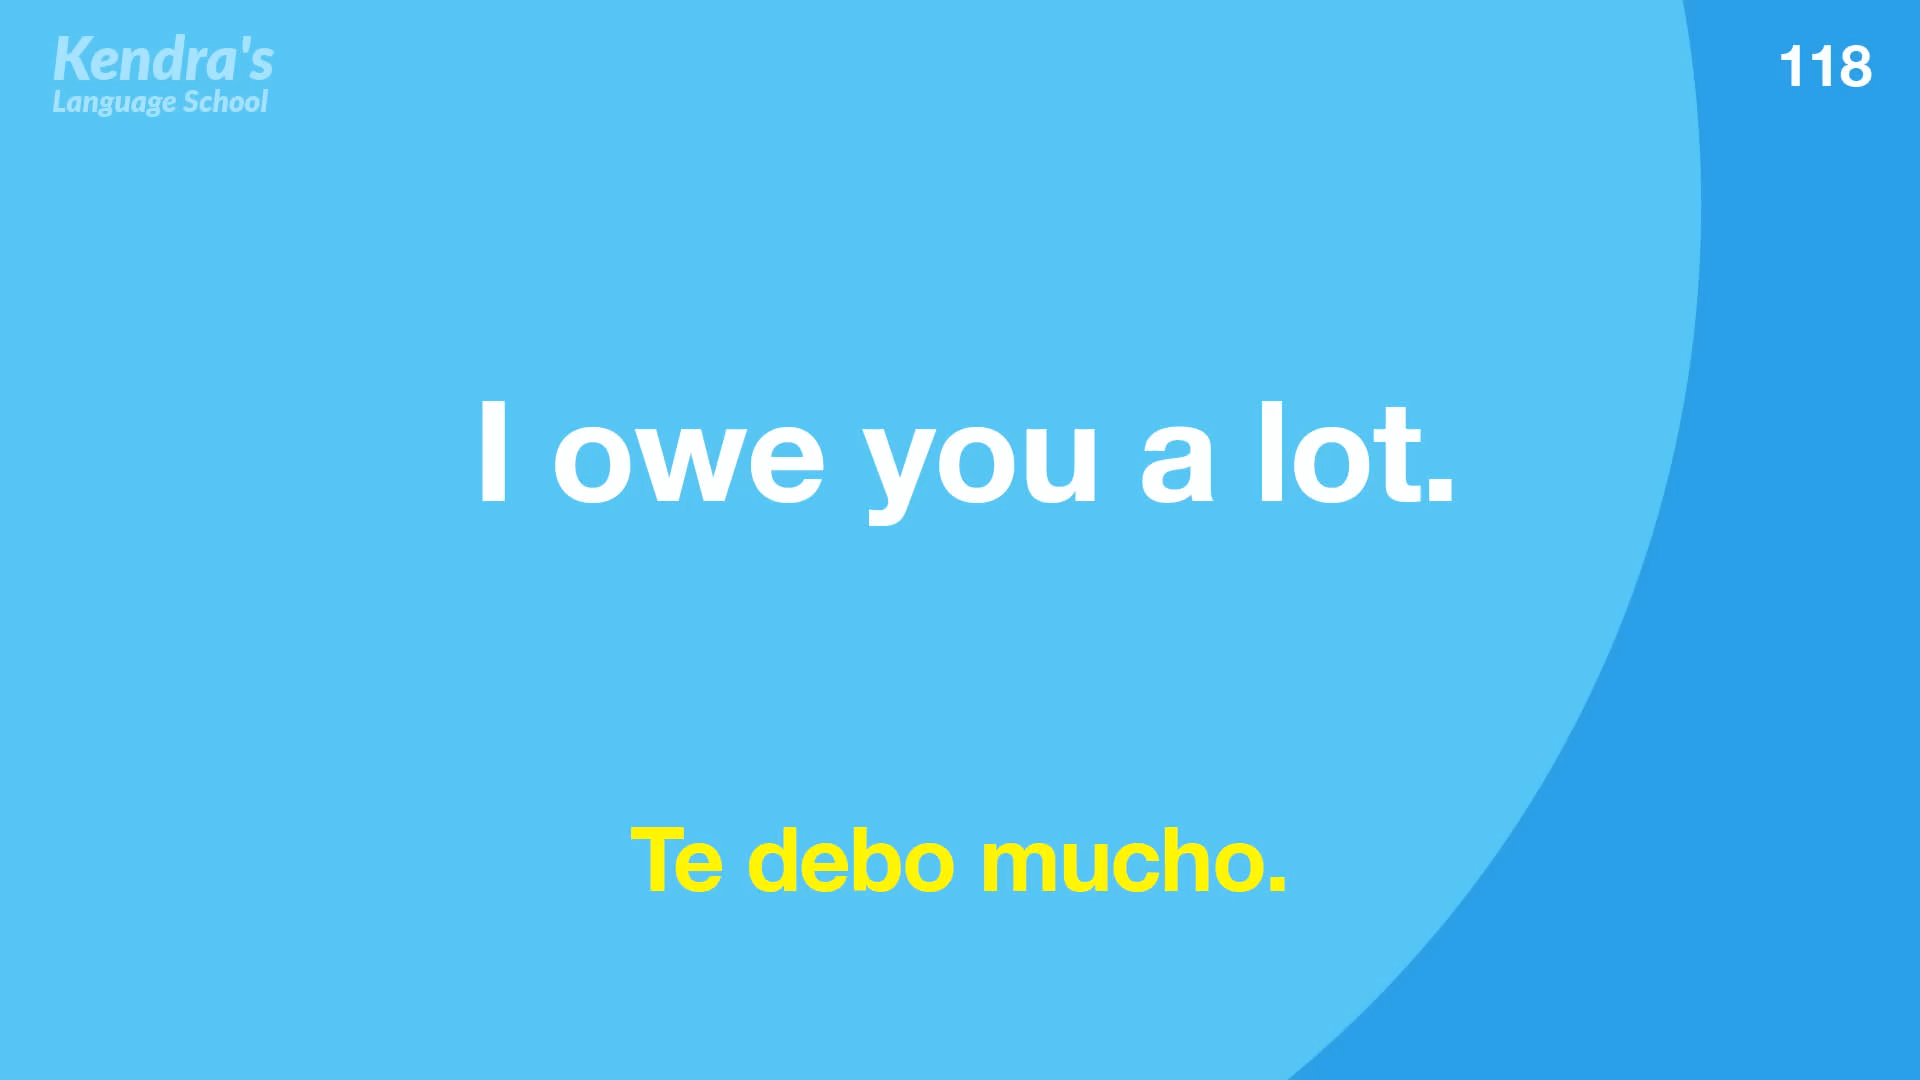 Kendra's
Language School
118
I owe you a lot.
Te debo mucho.